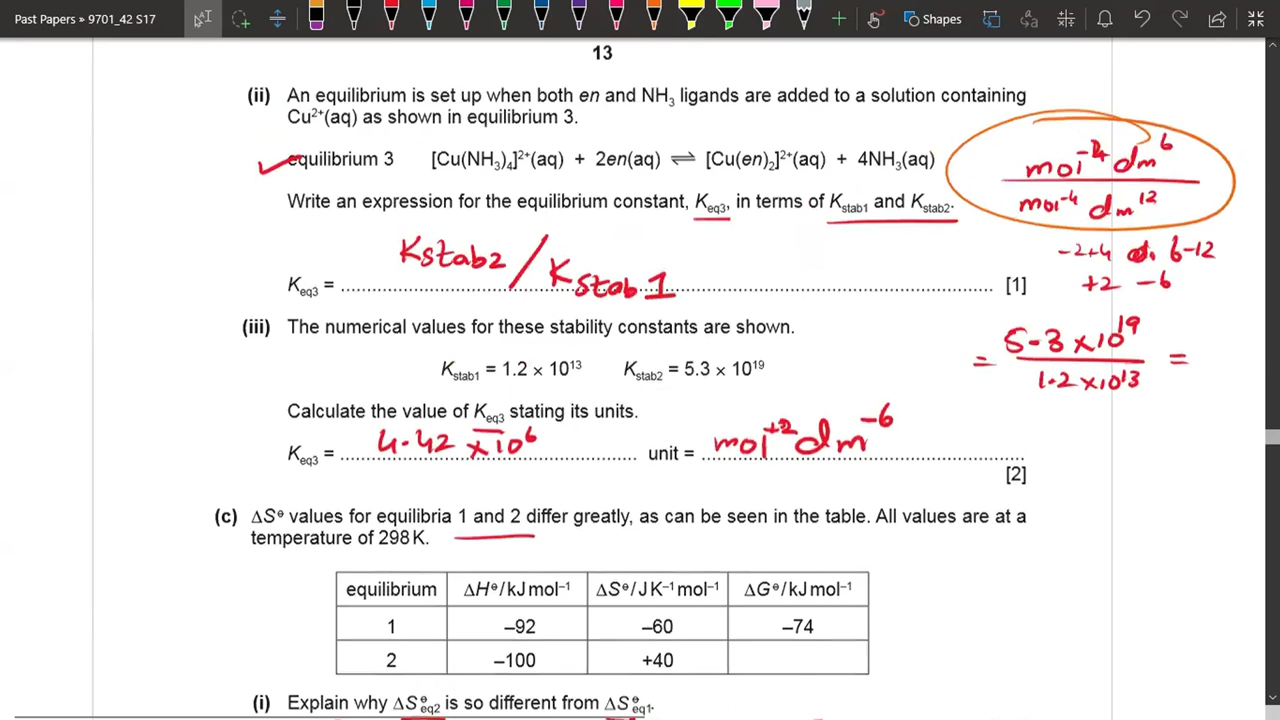 Past Papers » 9701_42 S17
Shapes
13
(ii) An equilibrium is set up when both en and NH₃ ligands are added to a solution containing
Cu²⁺(aq) as shown in equilibrium 3.
equilibrium 3 [Cu(NH₃)₄]²⁺(aq) + 2en(aq) ⇌ [Cu(en)₂]²⁺(aq) + 4NH₃(aq)
mol⁻⁴ dm⁶
mol⁻⁴ dm¹²
Write an expression for the equilibrium constant, Keq3, in terms of Kstab1 and Kstab2.
-2+4 6-12
+2 -6
Kstab2 / Kstab1
Keq3 = .................... [1]
(iii) The numerical values for these stability constants are shown.
= 5.3 × 10¹⁹ =
1.2 × 10¹³
Kstab1 = 1.2 × 10¹³ Kstab2 = 5.3 × 10¹⁹
Calculate the value of Keq3 stating its units.
Keq3 = 4.42 × 10⁶ unit = mol⁺² dm⁻⁶
[2]
(c) ΔS⦵ values for equilibria 1 and 2 differ greatly, as can be seen in the table. All values are at a
temperature of 298 K.
equilibrium ΔH⦵/kJ mol⁻¹ ΔS⦵/J K⁻¹ mol⁻¹ ΔG⦵/kJ mol⁻¹
1 –92 –60 –74
2 –100 +40
(i) Explain why ΔS⦵eq2 is so different from ΔS⦵eq1.